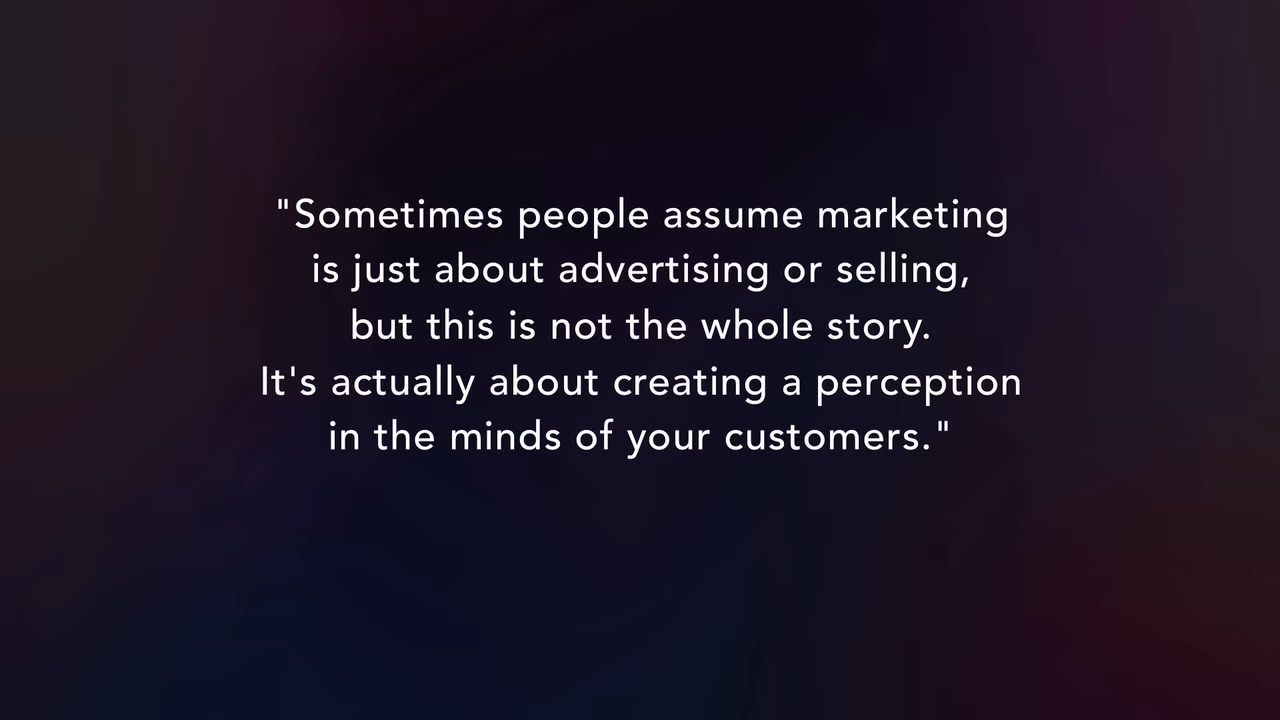 "Sometimes people assume marketing
is just about advertising or selling,
but this is not the whole story.
It's actually about creating a perception
in the minds of your customers."